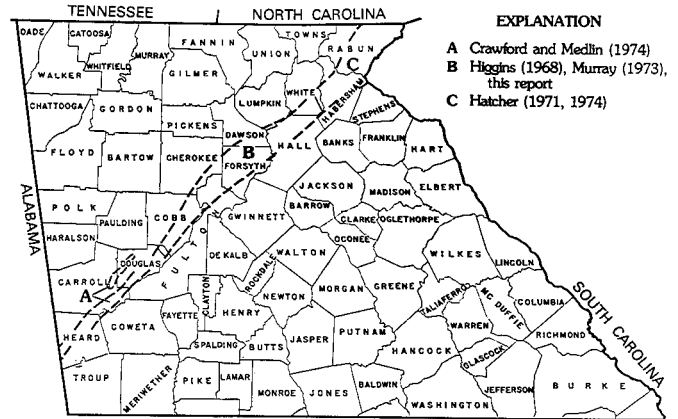 TENNESSEE
NORTH CAROLINA
EXPLANATION
A Crawford and Medlin (1974)
B Higgins (1968), Murray (1973),
this report
C Hatcher (1971, 1974)
DADE
CATOOSA
WHITFIELD
MURRAY
FANNIN
TOWNS
UNION
RABUN
C
WALKER
GILMER
WHITE
HABERSHAM
LUMPKIN
STEPHENS
CHATTOOGA
GORDON
PICKENS
DAWSON
B
HALL
BANKS
FRANKLIN
HART
FLOYD
BARTOW
CHEROKEE
FORSYTH
JACKSON
MADISON
ELBERT
ALABAMA
POLK
PAULDING
COBB
GWINNETT
BARROW
CLARKE
OGLETHORPE
OCONEE
HARALSON
DOUGLAS
FULTON
DEKALB
WALTON
WILKES
LINCOLN
CARROLL
A
CLAYTON
ROCKDALE
NEWTON
MORGAN
GREENE
TALIAFERRO
MC DUFFIE
COLUMBIA
SOUTH CAROLINA
HEARD
COWETA
FAYETTE
HENRY
WARREN
RICHMOND
SPALDING
BUTTS
JASPER
PUTNAM
HANCOCK
GLASCOCK
TROUP
MERIWETHER
PIKE
LAMAR
MONROE
JONES
BALDWIN
WASHINGTON
JEFFERSON
BURKE